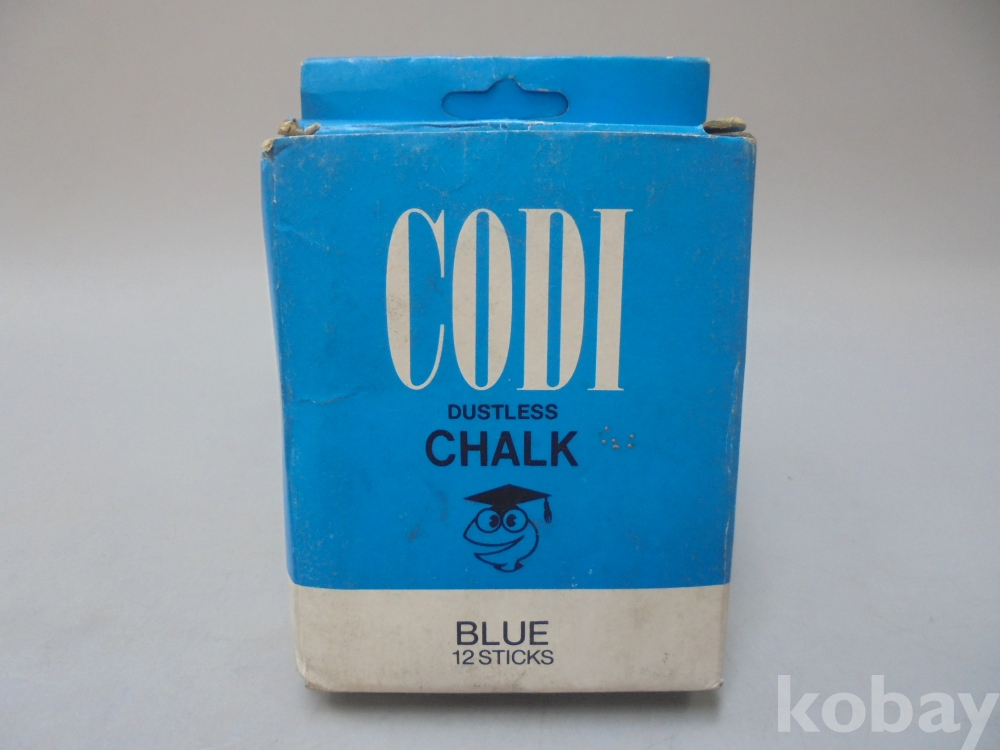 CODI
DUSTLESS
CHALK
BLUE
12 STICKS
kobay